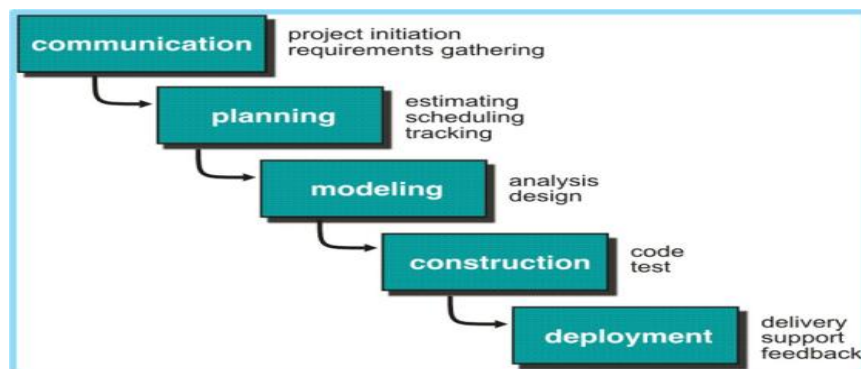 communication
project initiation
requirements gathering
planning
estimating
scheduling
tracking
modeling
analysis
design
construction
code
test
deployment
delivery
support
feedback